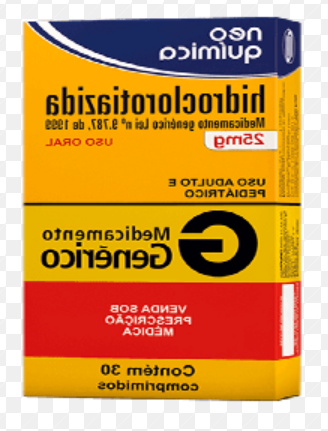 neo
química
hidroclorotiazida
Medicamento genérico Lei nº 9.787, de 1999
25mg
USO ORAL
USO ADULTO E
PEDIÁTRICO
G
Medicamento
Genérico
VENDA SOB
PRESCRIÇÃO
MÉDICA
Contém 30
comprimidos